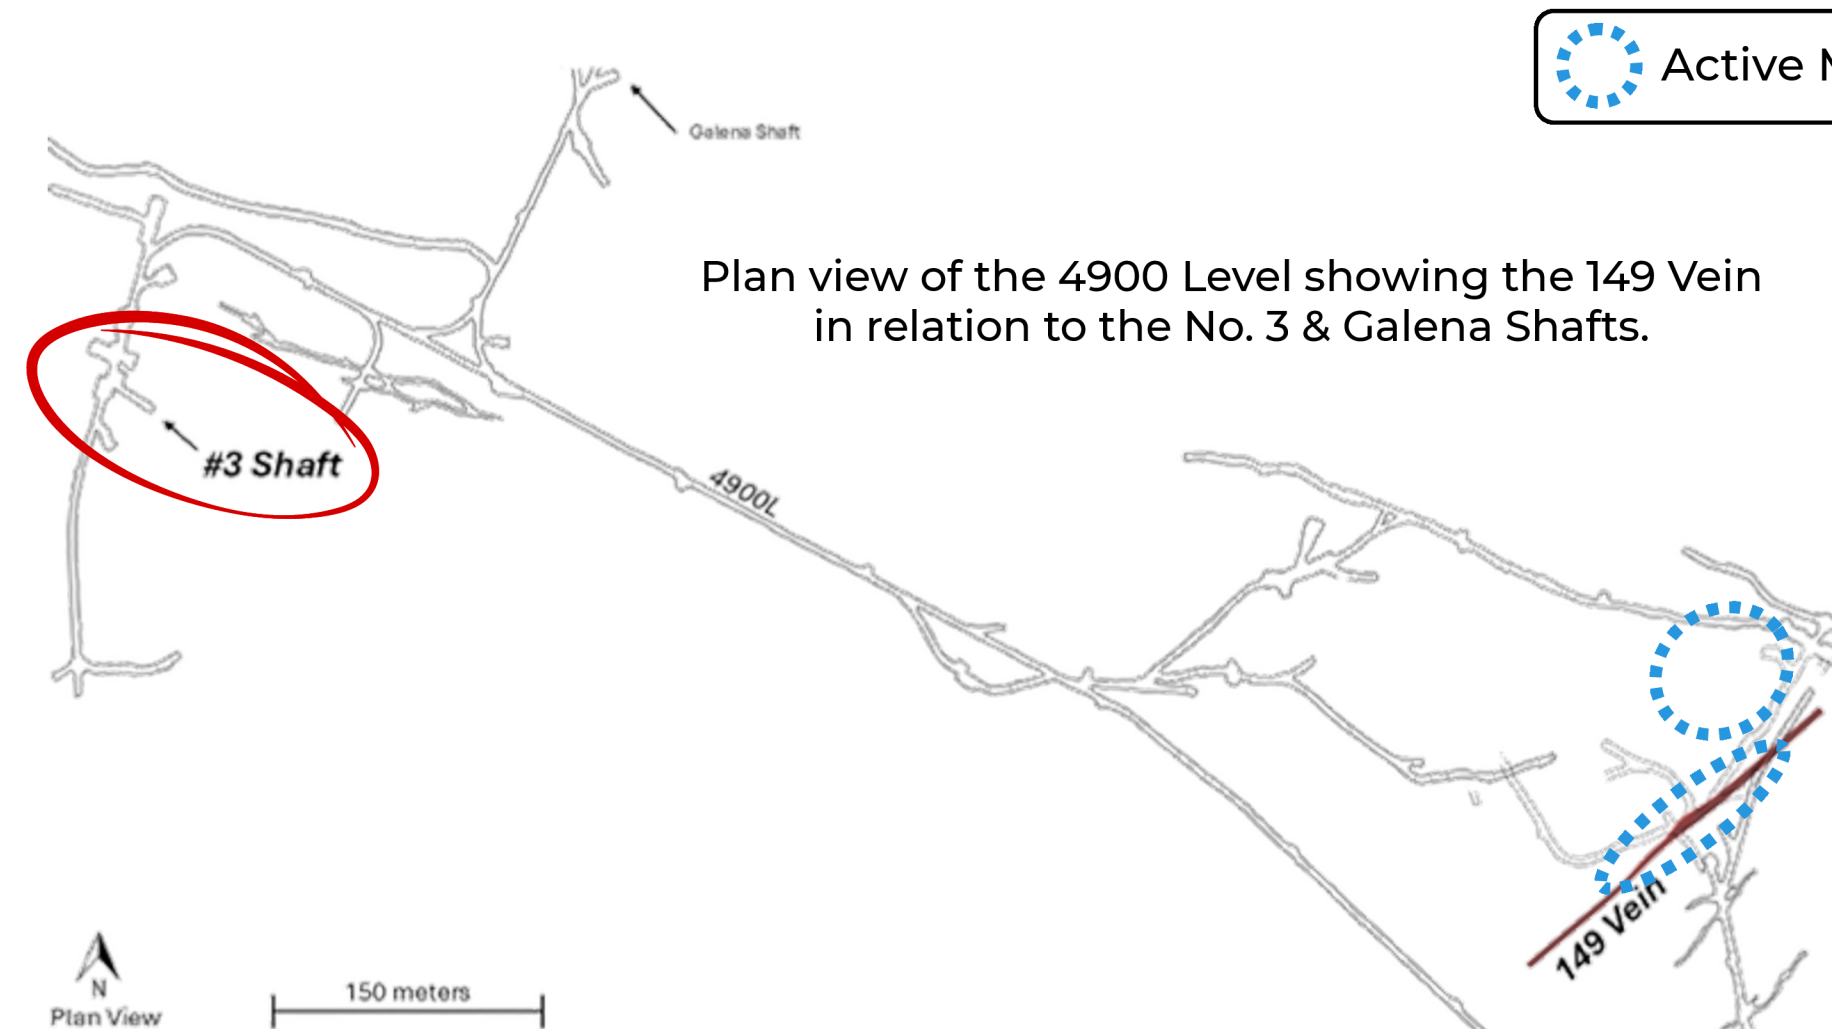 Active
Galena Shaft
Plan view of the 4900 Level showing the 149 Vein
in relation to the No. 3 & Galena Shafts.
#3 Shaft
4900L
149 Vein
N
Plan View
150 meters